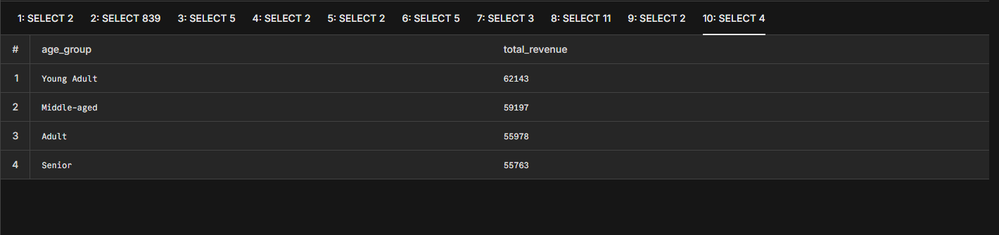 1: SELECT 2 2: SELECT 839 3: SELECT 5 4: SELECT 2 5: SELECT 2 6: SELECT 5 7: SELECT 3 8: SELECT 11 9: SELECT 2 10: SELECT 4
# age_group total_revenue
1 Young Adult 62143
2 Middle-aged 59197
3 Adult 55978
4 Senior 55763